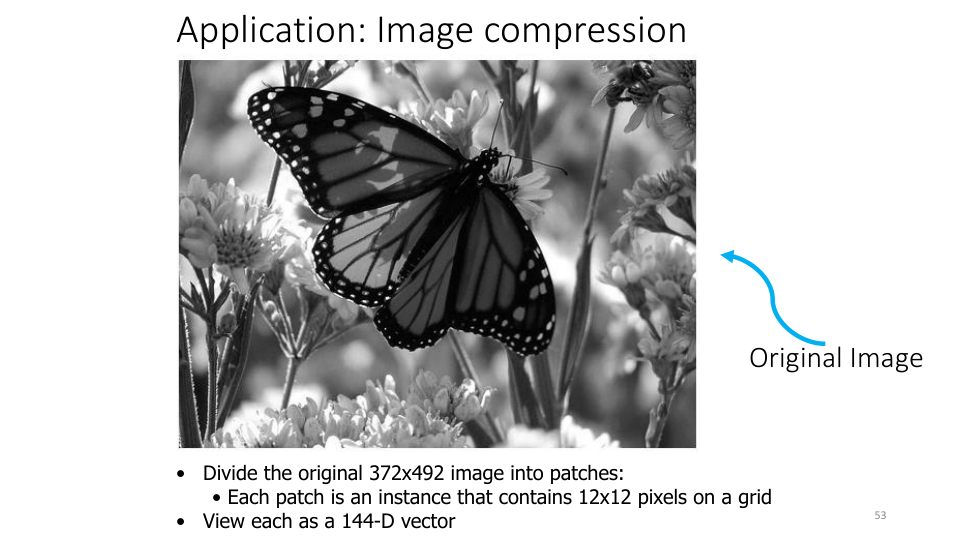 Application: Image compression
Original Image
• Divide the original 372x492 image into patches:
• Each patch is an instance that contains 12x12 pixels on a grid
• View each as a 144-D vector
53